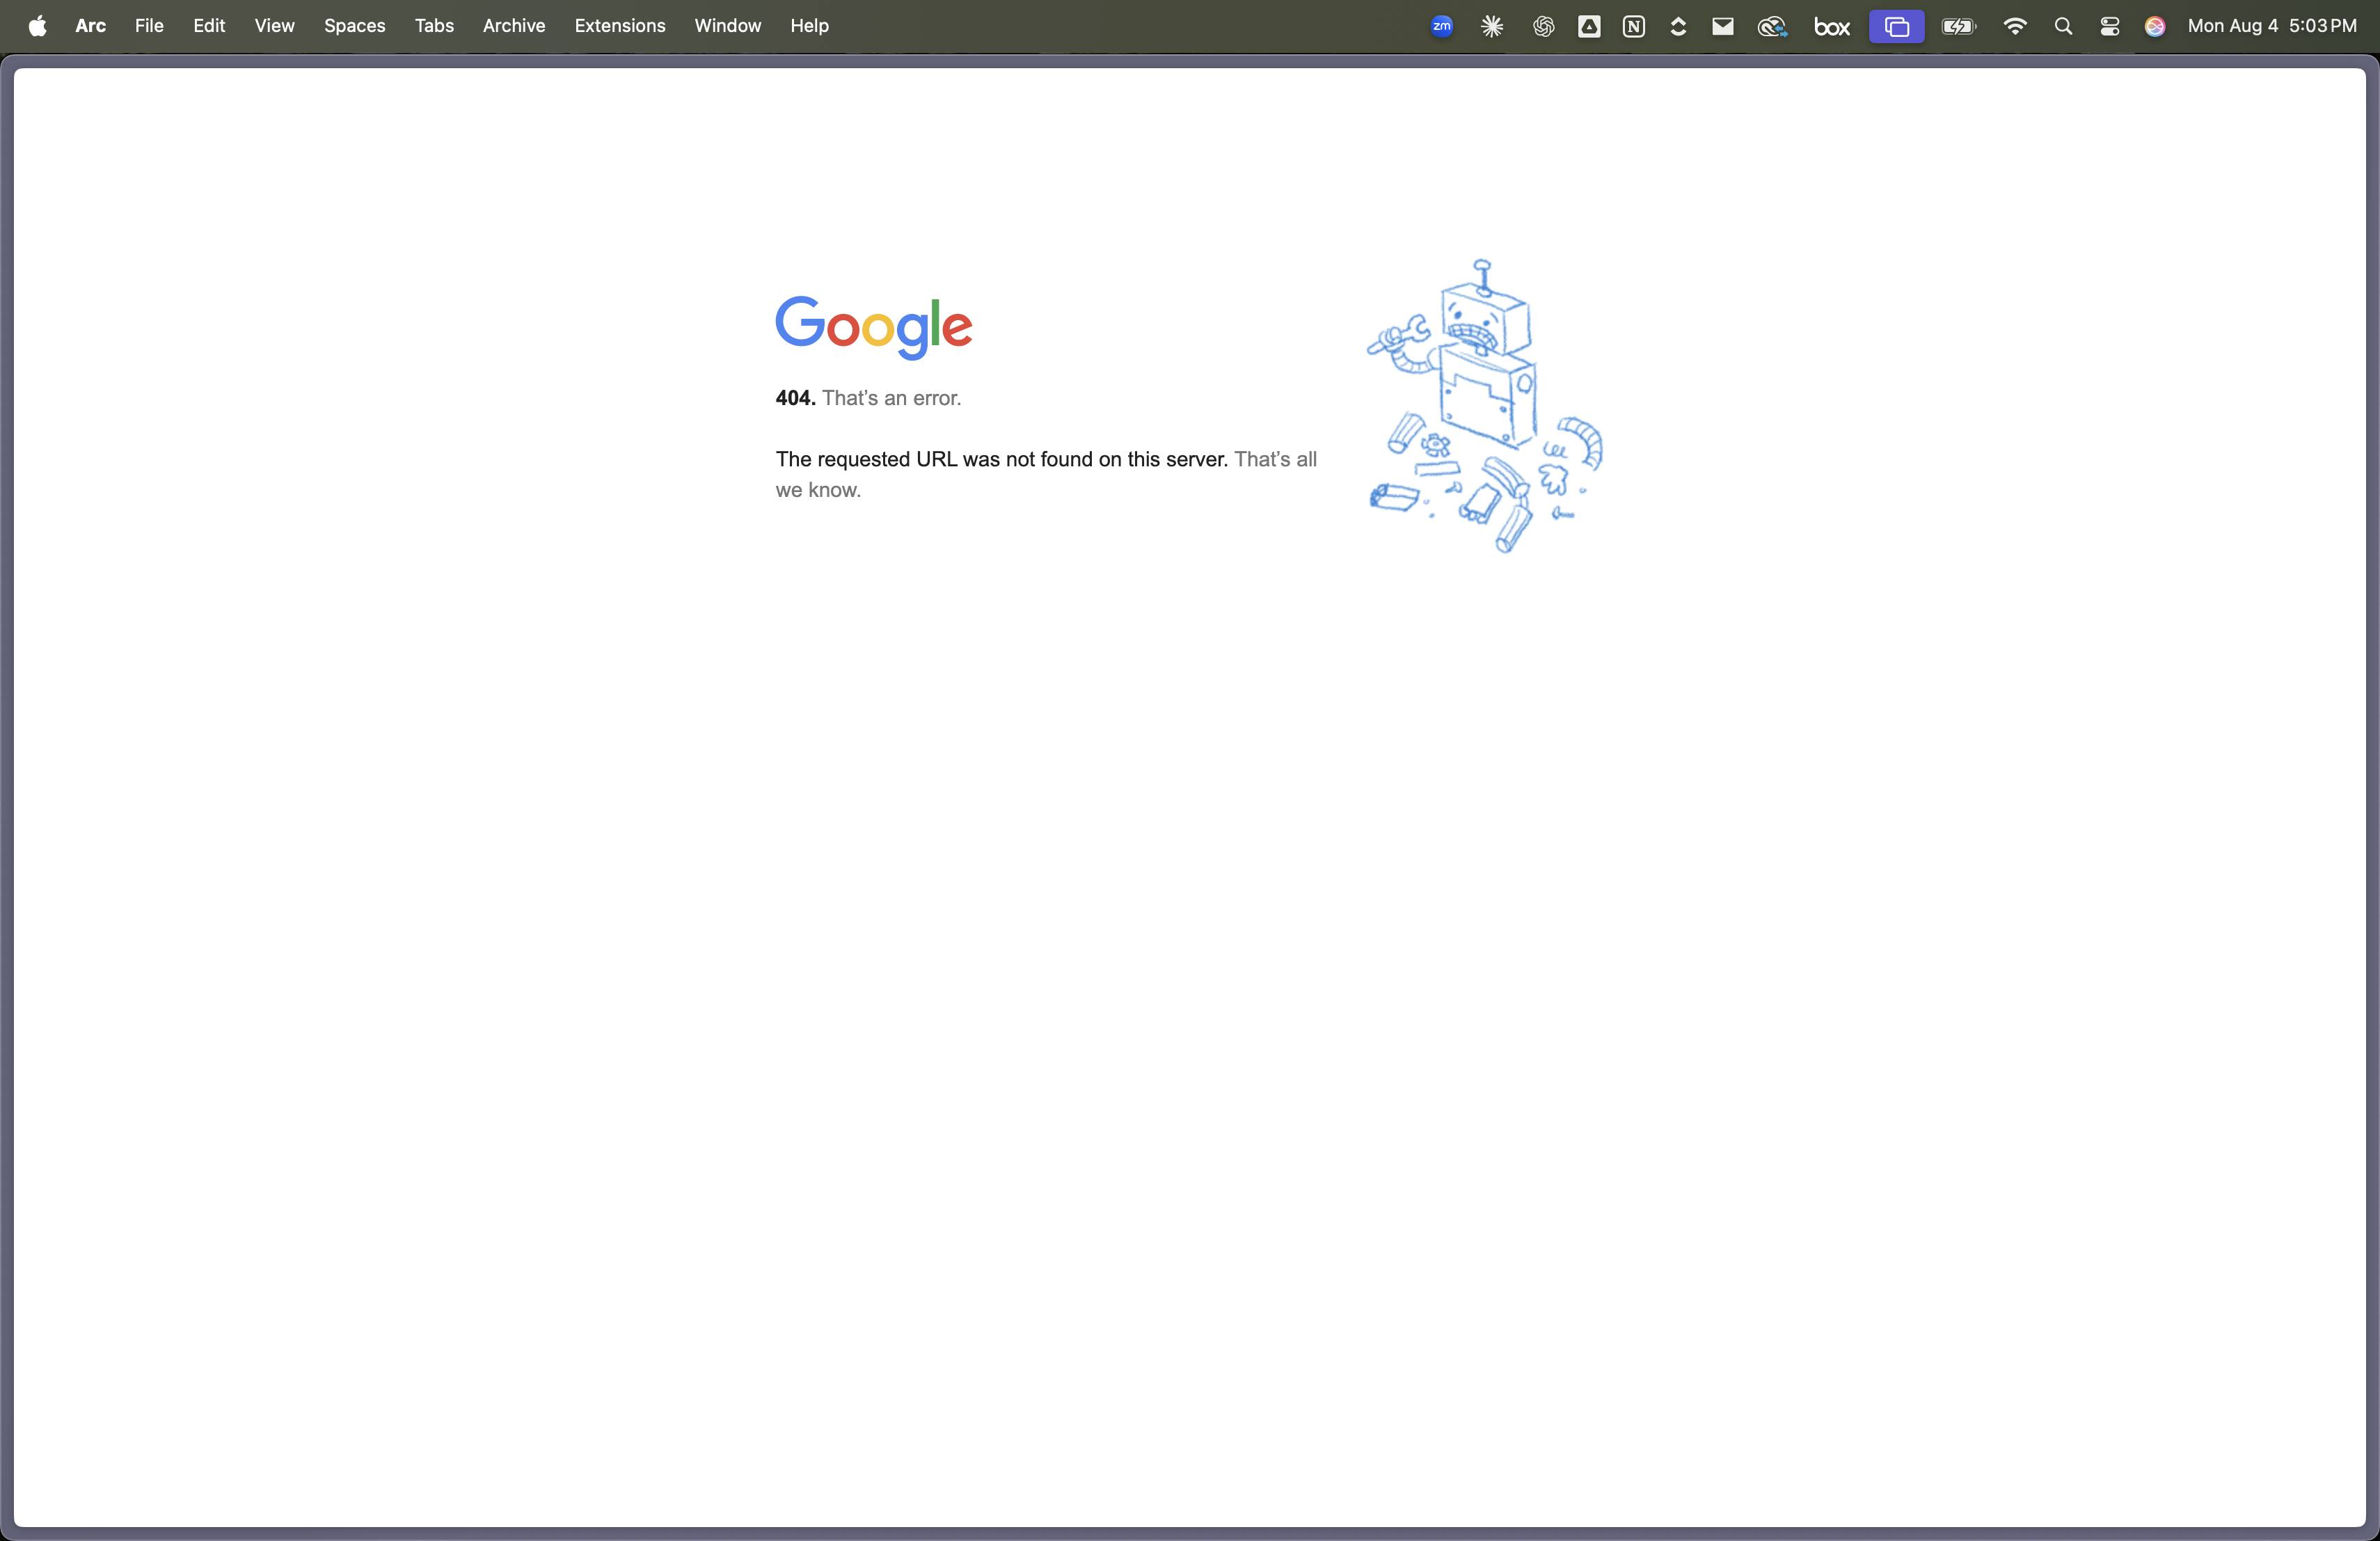 Arc File Edit View Spaces Tabs Archive Extensions Window Help zm N box Mon Aug 4 5:03 PM
Google
404. That’s an error.
The requested URL was not found on this server. That’s all
we know.